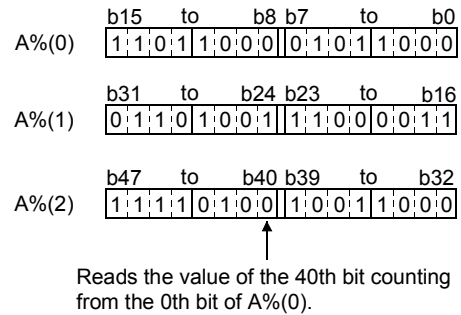 b15 to b8 b7 to b0
A%(0) 1 1 0 1 1 0 0 0 0 1 0 1 1 0 0 0
b31 to b24 b23 to b16
A%(1) 0 1 1 0 1 0 0 1 1 1 0 0 0 0 1 1
b47 to b40 b39 to b32
A%(2) 1 1 1 1 0 1 0 0 1 0 0 1 1 0 0 0
Reads the value of the 40th bit counting
from the 0th bit of A%(0).